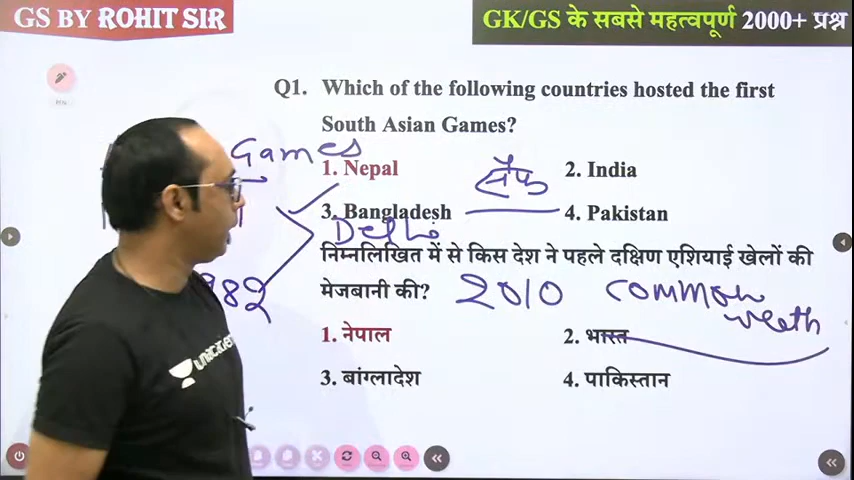 GS BY ROHIT SIR
GK/GS के सबसे महत्वपूर्ण 2000+ प्रश्न
Q1. Which of the following countries hosted the first
South Asian Games?
Games
1. Nepal
2. India
सैफ
3. Bangladesh
4. Pakistan
Delhi
निम्नलिखित में से किस देश ने पहले दक्षिण एशियाई खेलों की
मेजबानी की?
982
2010 common
wealth
1. नेपाल
2. भारत
3. बांग्लादेश
4. पाकिस्तान